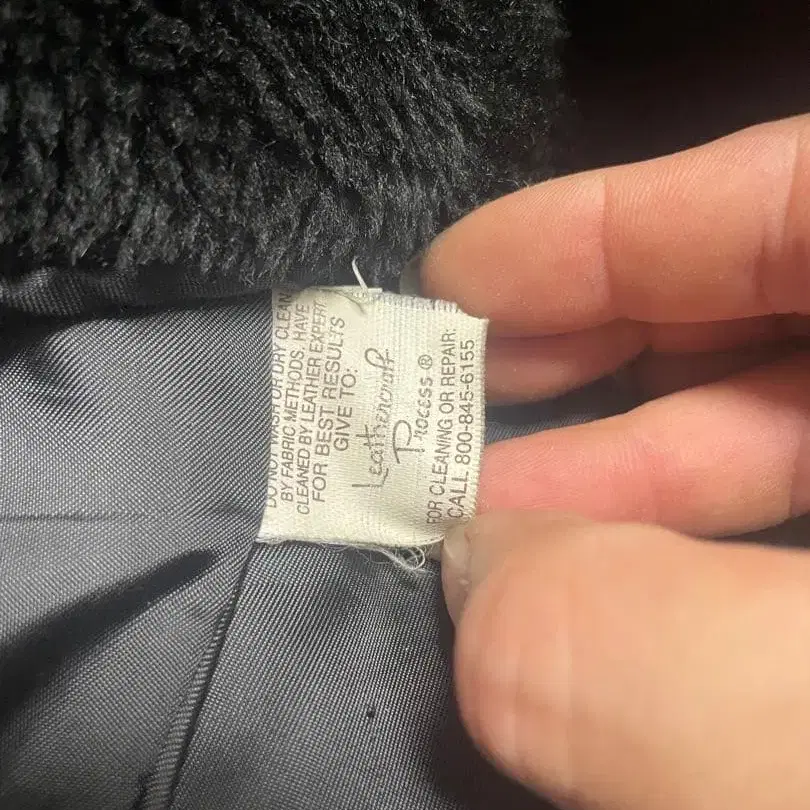 DO NOT WASH OR DRY CLEAN
BY FABRIC METHODS. HAVE
CLEANED BY LEATHER EXPERT
FOR BEST RESULTS
GIVE TO:
Leathercraft
Process ®
FOR CLEANING OR REPAIR:
CALL 800-845-6155